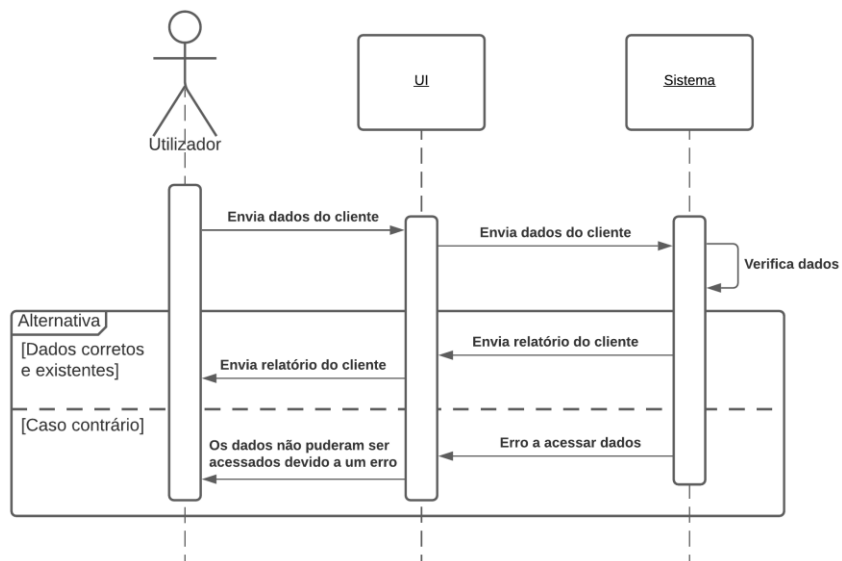 Utilizador
UI
Sistema
Envia dados do cliente
Envia dados do cliente
Verifica dados
Alternativa
[Dados corretos
e existentes]
Envia relatório do cliente
Envia relatório do cliente
[Caso contrário]
Erro a acessar dados
Os dados não puderam ser
acessados devido a um erro